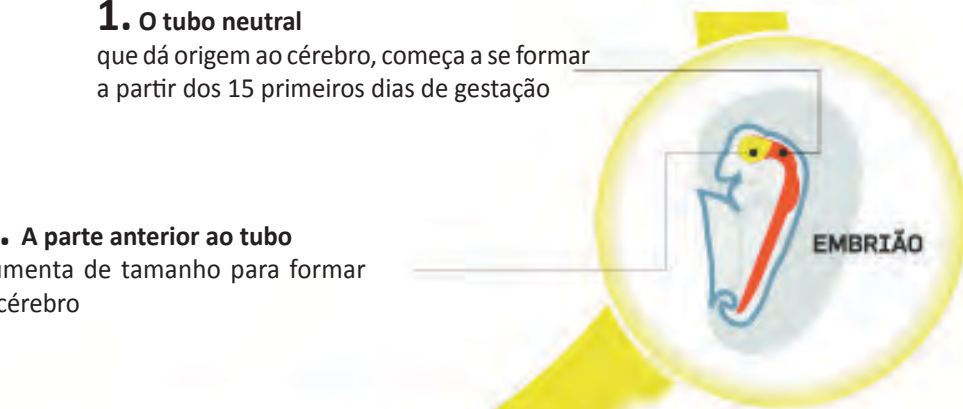 1. O tubo neutral
que dá origem ao cérebro, começa a se formar
a partir dos 15 primeiros dias de gestação
. A parte anterior ao tubo
umenta de tamanho para formar
cérebro
EMBRIÃO